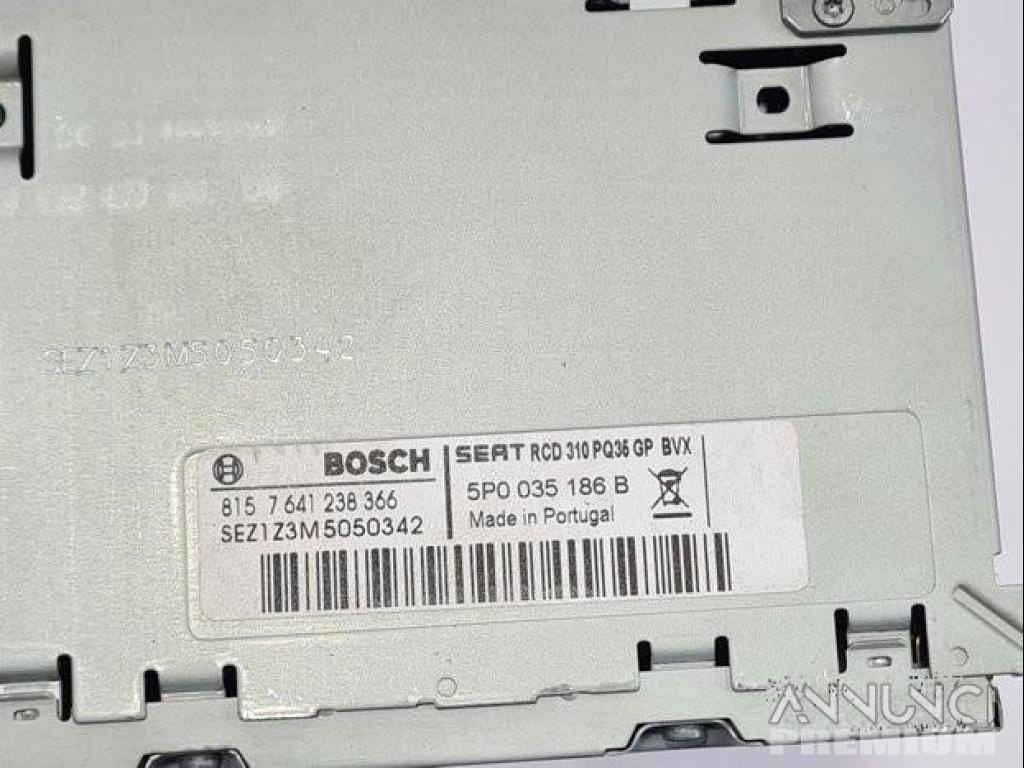 SEZ1Z3M5050342
BOSCH
815 7 641 238 366
SEZ1Z3M5050342
SEAT RCD 310 PQ36 GP BVX
5P0 035 186 B
Made in Portugal
ANNUNCI
PREMIUM